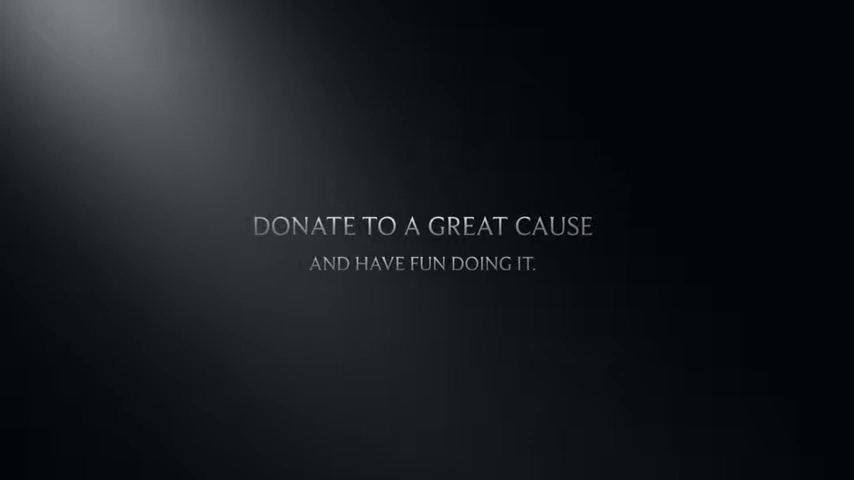 DONATE TO A GREAT CAUSE
AND HAVE FUN DOING IT.